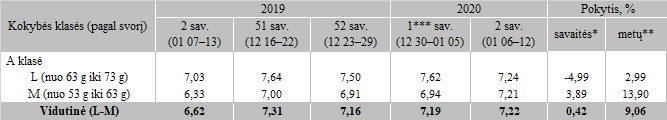 Kokybės klasės (pagal svorį) 2019 2020 Pokytis, %
2 sav. (01 07–13) 51 sav. (12 16–22) 52 sav. (12 23–29) 1*** sav. (12 30–01 05) 2 sav. (01 06–12) savaitės* metų**
A klasė
L (nuo 63 g iki 73 g) 7,03 7,64 7,50 7,62 7,24 -4,99 2,99
M (nuo 53 g iki 63 g) 6,33 7,00 6,91 6,94 7,21 3,89 13,90
Vidutinė (L-M) 6,62 7,31 7,16 7,19 7,22 0,42 9,06